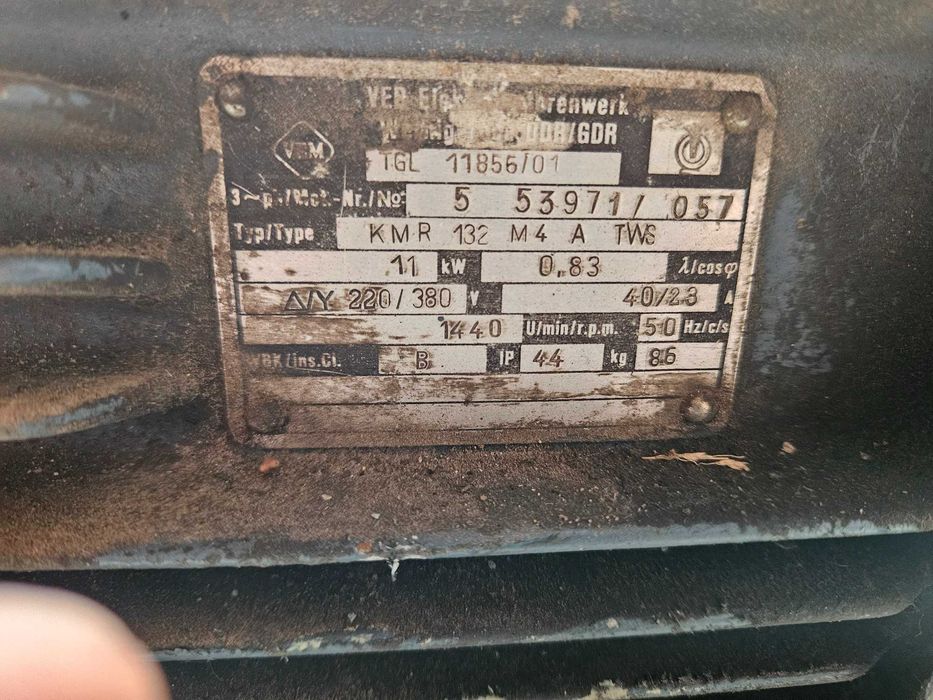 VEB
DDR/GDR
VEM
TGL 11856/01
3~ph/Mot.-Nr./No: 5 53971/ 057
Typ/Type KMR 132 M4 A TWS
11 kW 0,83 λ/cosφ
Δ/Y 220/380 V 40/23 A
1440 U/min/r.p.m. 50 Hz/c/s
/Ins.Cl. B IP 44 kg 86